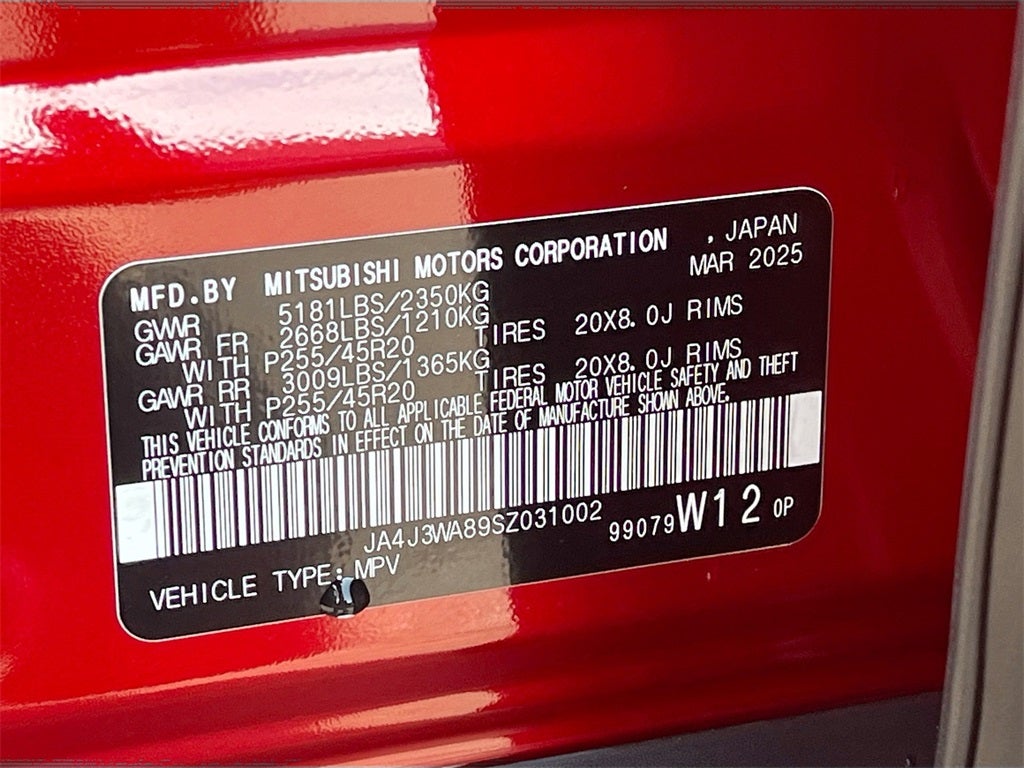 MFD.BY MITSUBISHI MOTORS CORPORATION , JAPAN
MAR 2025
GVWR 5181LBS/2350KG
GAWR FR 2668LBS/1210KG
WITH P255/45R20 TIRES 20X8.0J RIMS
GAWR RR 3009LBS/1365KG
WITH P255/45R20 TIRES 20X8.0J RIMS
THIS VEHICLE CONFORMS TO ALL APPLICABLE FEDERAL MOTOR VEHICLE SAFETY AND THEFT
PREVENTION STANDARDS IN EFFECT ON THE DATE OF MANUFACTURE SHOWN ABOVE.
JA4J3WA89SZ031002 99079 W12 0P
VEHICLE TYPE: MPV